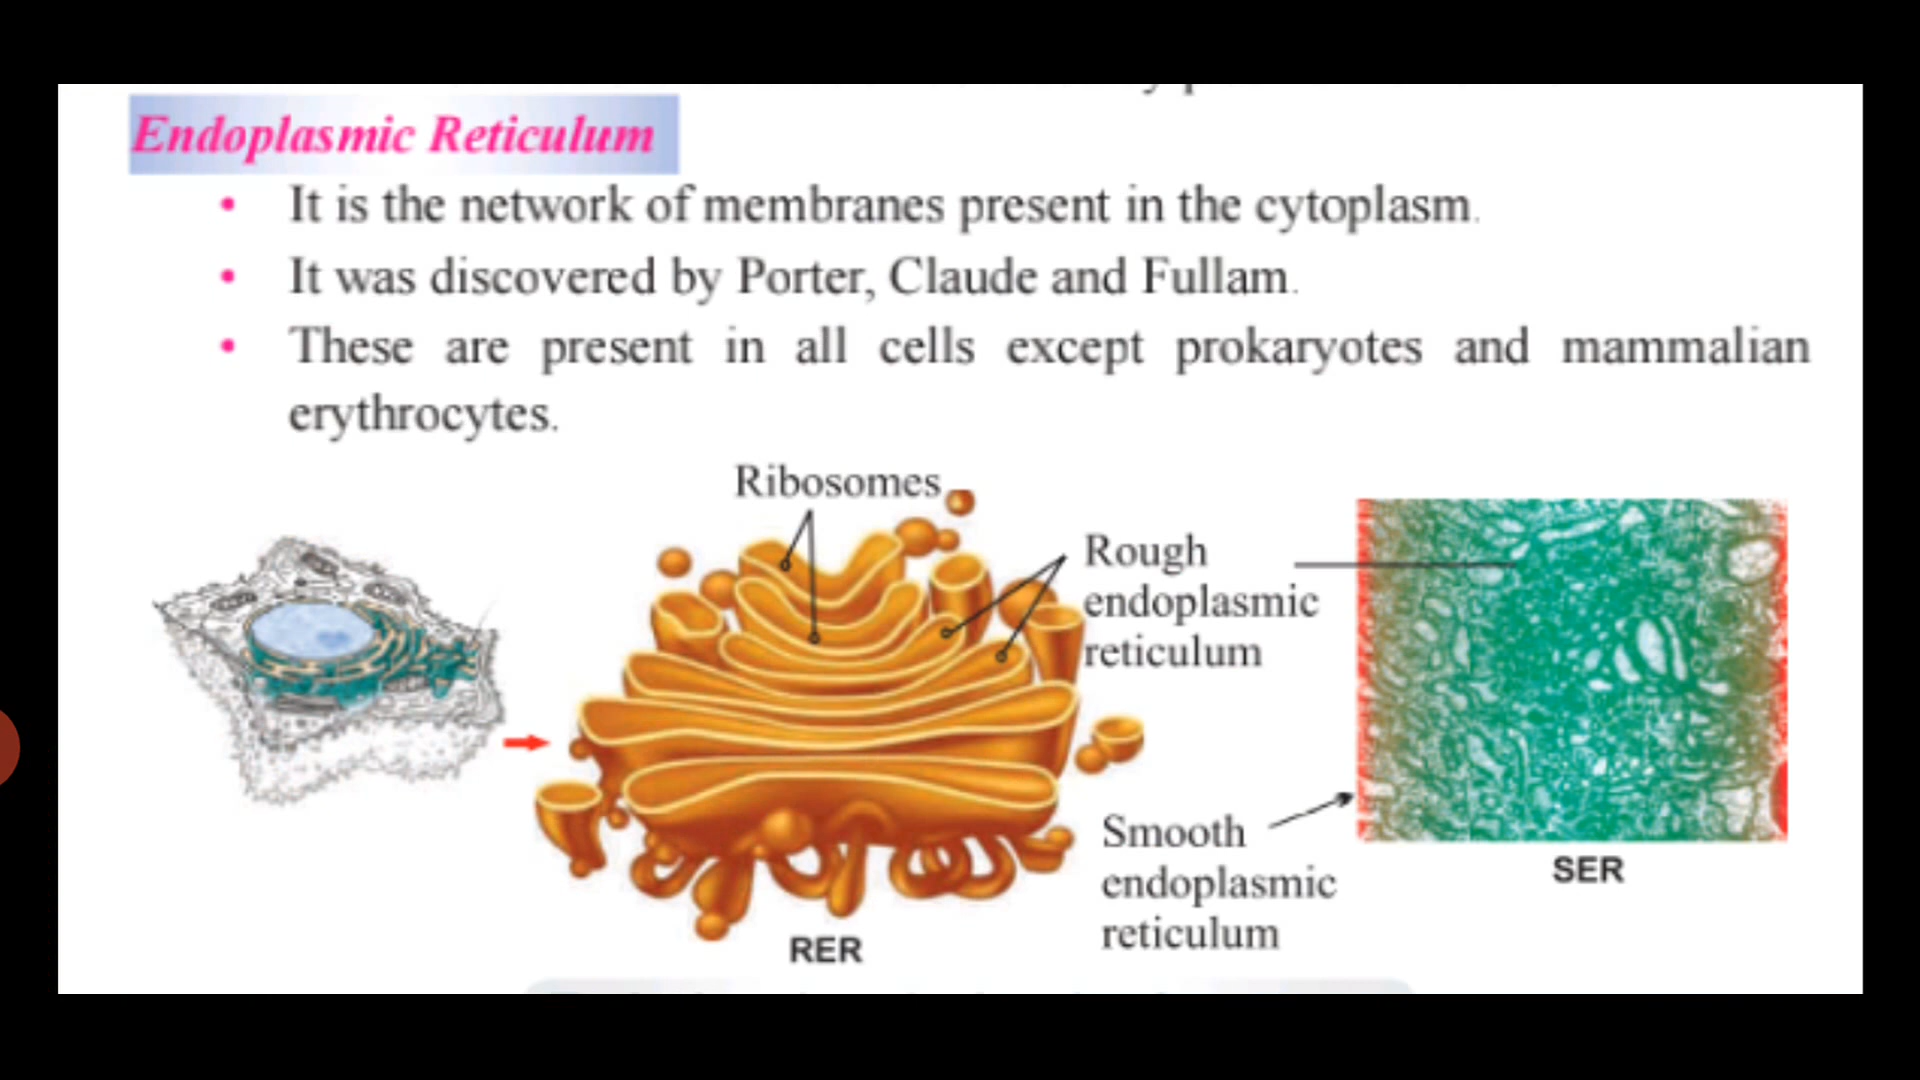 Endoplasmic Reticulum
• It is the network of membranes present in the cytoplasm.
• It was discovered by Porter, Claude and Fullam.
• These are present in all cells except prokaryotes and mammalian
erythrocytes.
Ribosomes
Rough
endoplasmic
reticulum
Smooth
endoplasmic
reticulum
RER
SER